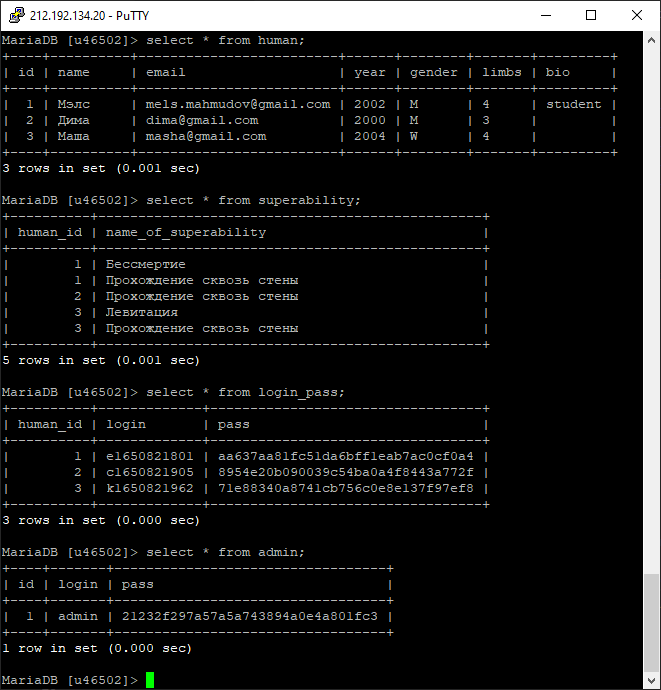 212.192.134.20 - PuTTY
MariaDB [u46502]> select * from human;
+----+---------+-------------------------+------+--------+-------+---------+
| id | name    | email                   | year | gender | limbs | bio     |
+----+---------+-------------------------+------+--------+-------+---------+
|  1 | Мэлс    | mels.mahmudov@gmail.com | 2002 | M      | 4     | student |
|  2 | Дима    | dima@gmail.com          | 2000 | M      | 3     |         |
|  3 | Маша    | masha@gmail.com         | 2004 | W      | 4     |         |
+----+---------+-------------------------+------+--------+-------+---------+
3 rows in set (0.001 sec)
MariaDB [u46502]> select * from superability;
+----------+------------------------------------------------+
| human_id | name_of_superability                           |
+----------+------------------------------------------------+
|        1 | Бессмертие                                     |
|        1 | Прохождение сквозь стены                       |
|        2 | Прохождение сквозь стены                       |
|        3 | Левитация                                      |
|        3 | Прохождение сквозь стены                       |
+----------+------------------------------------------------+
5 rows in set (0.001 sec)
MariaDB [u46502]> select * from login_pass;
+----------+-------------+----------------------------------+
| human_id | login       | pass                             |
+----------+-------------+----------------------------------+
|        1 | e1650821801 | aa637aa81fc51da6bff1eab7ac0cf0a4 |
|        2 | c1650821905 | 8954e20b090039c54ba0a4f8443a772f |
|        3 | k1650821962 | 71e88340a8741cb756c0e8e137f97ef8 |
+----------+-------------+----------------------------------+
3 rows in set (0.000 sec)
MariaDB [u46502]> select * from admin;
+----+-------+----------------------------------+
| id | login | pass                             |
+----+-------+----------------------------------+
|  1 | admin | 21232f297a57a5a743894a0e4a801fc3 |
+----+-------+----------------------------------+
1 row in set (0.000 sec)
MariaDB [u46502]>